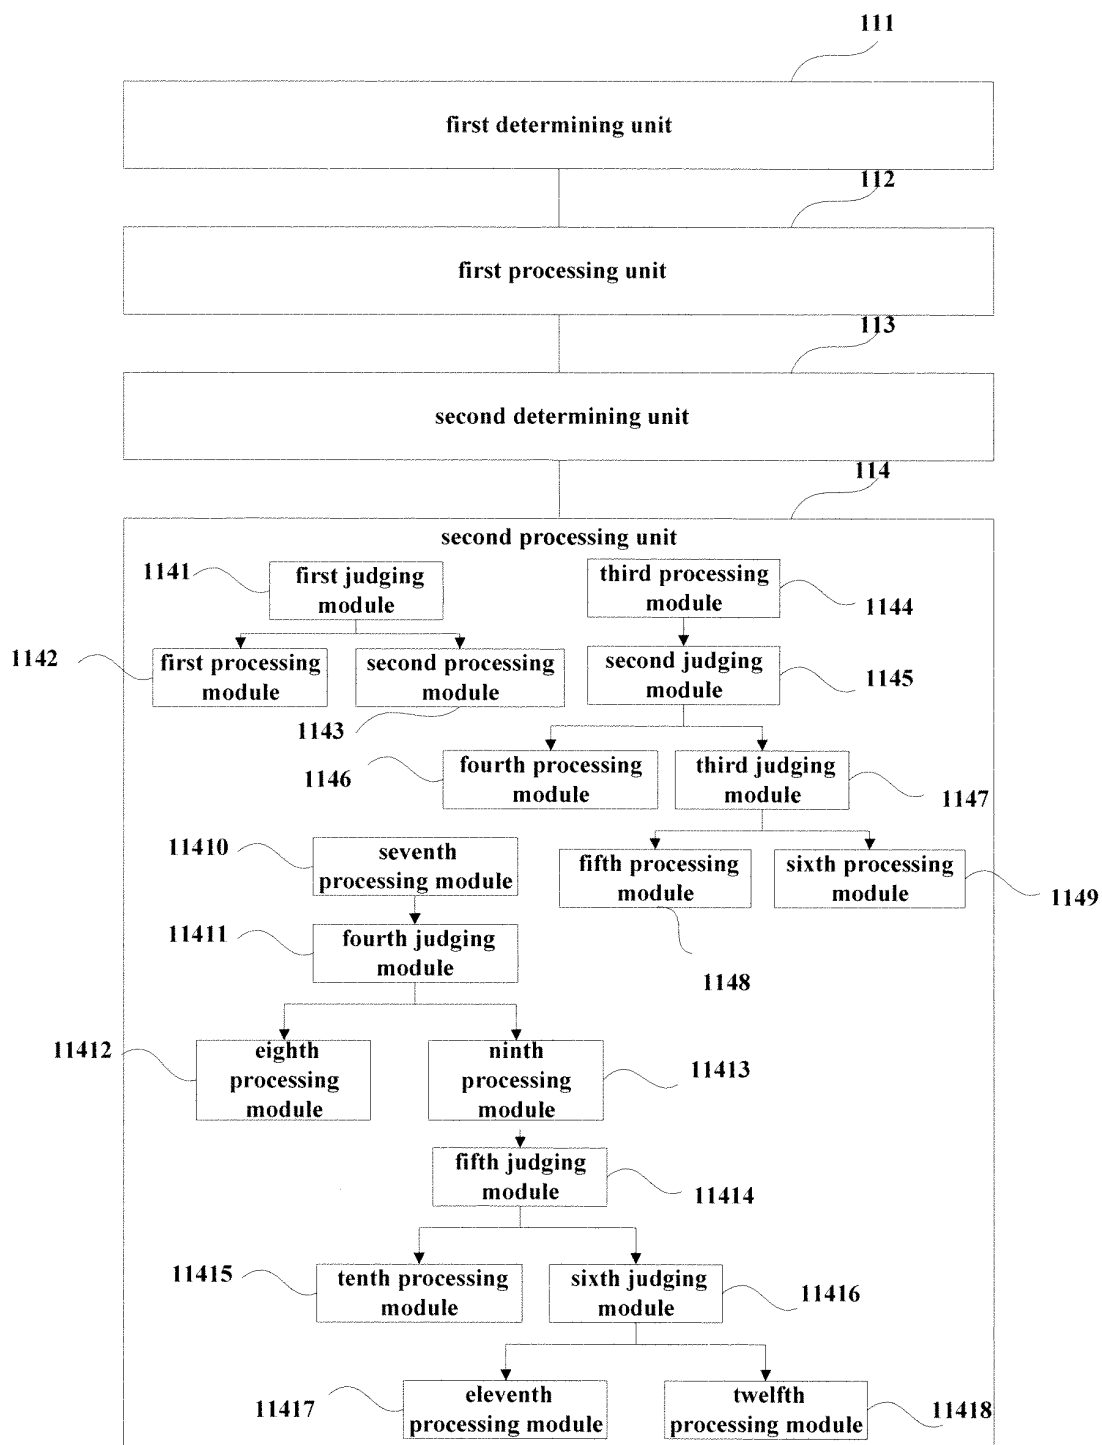 111
first determining unit
112
first processing unit
113
second determining unit
114
second processing unit
1141
first judging
module
third processing
module
1144
1142
first processing
module
second processing
module
1143
second judging
module
1145
1146
fourth processing
module
third judging
module
1147
11410
seventh
processing module
fifth processing
module
1148
sixth processing
module
1149
11411
fourth judging
module
11412
eighth
processing
module
ninth
processing
module
11413
fifth judging
module
11414
11415
tenth processing
module
sixth judging
module
11416
11417
eleventh
processing module
twelfth
processing module
11418